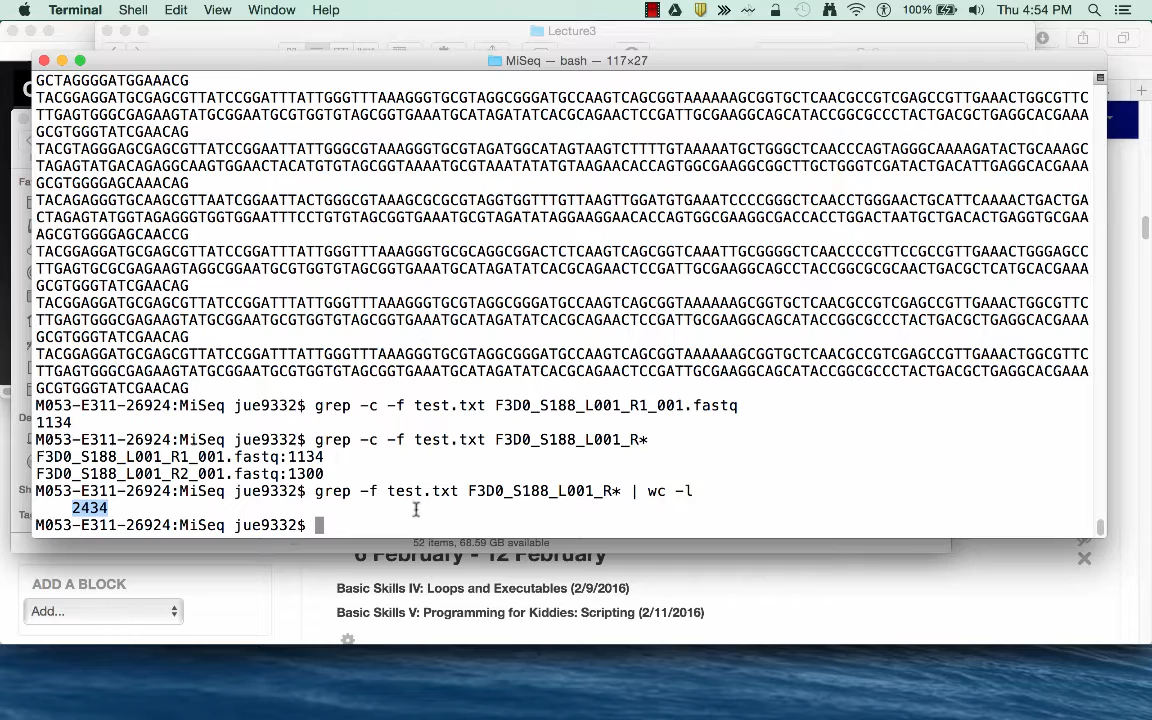 Terminal Shell Edit View Window Help 100% Thu 4:54 PM
Lecture3
MiSeq — bash — 117×27
GCTAGGGGATGGAAACG
TACGGAGGATGCGAGCGTTATCCGGATTTATTGGGTTTAAAGGGTGCGTAGGCGGGATGCCAAGTCAGCGGTAAAAAAGCGGTGCTCAACGCCGTCGAGCCGTTGAAACTGGCGTTC
TTGAGTGGGCGAGAAGTATGCGGAATGCGTGGTGTAGCGGTGAAATGCATAGATATCACGCAGAACTCCGATTGCGAAGGCAGCATACCGGCGCCCTACTGACGCTGAGGCACGAAA
GCGTGGGTATCGAACAG
TACGTAGGGAGCGAGCGTTATCCGGAATTATTGGGCGTAAAGGGTGCGTAGATGGCATAGTAAGTCTTTTGTAAAAATGCTGGGCTCAACCCAGTAGGGCAAAAGATACTGCAAAGC
TAGAGTATGACAGAGGCAAGTGGAACTACATGTGTAGCGGTAAAATGCGTAAATATATGTAAGAACACCAGTGGCGAAGGCGGCTTGCTGGGTCGATACTGACATTGAGGCACGAAA
GCGTGGGGAGCAAACAG
TACAGAGGGTGCAAGCGTTAATCGGAATTACTGGGCGTAAAGCGCGCGTAGGTGGTTTGTTAAGTTGGATGTGAAATCCCCGGGCTCAACCTGGGAACTGCATTCAAAACTGACTGA
CTAGAGTATGGTAGAGGGTGGTGGAATTTCCTGTGTAGCGGTGAAATGCGTAGATATAGGAAGGAACACCAGTGGCGAAGGCGACCACCTGGACTAATGCTGACACTGAGGTGCGAA
AGCGTGGGGAGCAACCG
TACGGAGGATGCGAGCGTTATCCGGATTTATTGGGTTTAAAGGGTGCGCAGGCGGACTCTCAAGTCAGCGGTCAAATTGCGGGGCTCAACCCCGTTCCGCCGTTGAAACTGGGAGCC
TTGAGTGCGCGAGAAGTAGGCGGAATGCGTGGTGTAGCGGTGAAATGCATAGATATCACGCAGAACTCCGATTGCGAAGGCAGCCTACCGGCGCGCAACTGACGCTCATGCACGAAA
GCGTGGGTATCGAACAG
TACGGAGGATGCGAGCGTTATCCGGATTTATTGGGTTTAAAGGGTGCGTAGGCGGGATGCCAAGTCAGCGGTAAAAAAGCGGTGCTCAACGCCGTCGAGCCGTTGAAACTGGCGTTC
TTGAGTGGGCGAGAAGTATGCGGAATGCGTGGTGTAGCGGTGAAATGCATAGATATCACGCAGAACTCCGATTGCGAAGGCAGCATACCGGCGCCCTACTGACGCTGAGGCACGAAA
GCGTGGGTATCGAACAG
TACGGAGGATGCGAGCGTTATCCGGATTTATTGGGTTTAAAGGGTGCGTAGGCGGGATGCCAAGTCAGCGGTAAAAAAGCGGTGCTCAACGCCGTCGAGCCGTTGAAACTGGCGTTC
TTGAGTGGGCGAGAAGTATGCGGAATGCGTGGTGTAGCGGTGAAATGCATAGATATCACGCAGAACTCCGATTGCGAAGGCAGCATACCGGCGCCCTACTGACGCTGAGGCACGAAA
GCGTGGGTATCGAACAG
M053-E311-26924:MiSeq jue9332$ grep -c -f test.txt F3D0_S188_L001_R1_001.fastq
1134
M053-E311-26924:MiSeq jue9332$ grep -c -f test.txt F3D0_S188_L001_R*
F3D0_S188_L001_R1_001.fastq:1134
F3D0_S188_L001_R2_001.fastq:1300
M053-E311-26924:MiSeq jue9332$ grep -f test.txt F3D0_S188_L001_R* | wc -l
2434
M053-E311-26924:MiSeq jue9332$
52 items, 68.59 GB available
6 February - 12 February
ADD A BLOCK
Add...
Basic Skills IV: Loops and Executables (2/9/2016)
Basic Skills V: Programming for Kiddies: Scripting (2/11/2016)